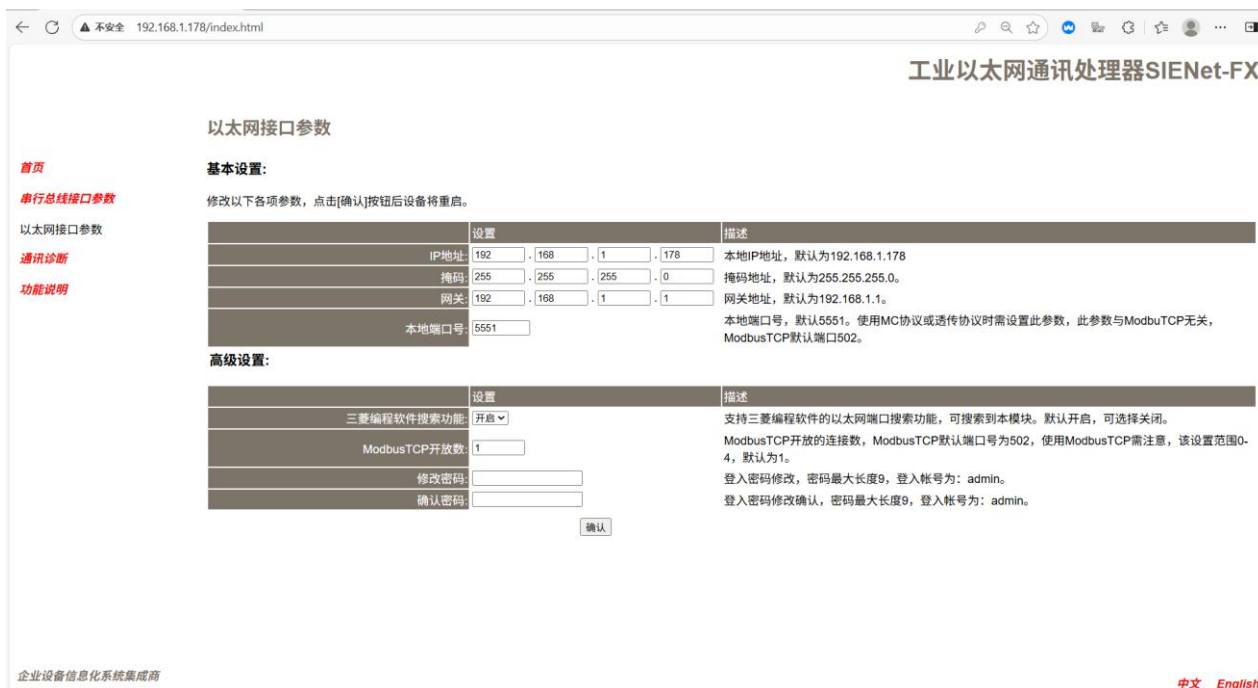 不安全 192.168.1.178/index.html
工业以太网通讯处理器SIENet-FX
以太网接口参数
首页
串行总线接口参数
以太网接口参数
通讯诊断
功能说明
基本设置:
修改以下各项参数，点击[确认]按钮后设备将重启。
设置 描述
IP地址: 192 . 168 . 1 . 178 本地IP地址，默认为192.168.1.178
掩码: 255 . 255 . 255 . 0 掩码地址，默认为255.255.255.0。
网关: 192 . 168 . 1 . 1 网关地址，默认为192.168.1.1。
本地端口号: 5551 本地端口号，默认5551。使用MC协议或透传协议时需设置此参数，此参数与ModbuTCP无关，
ModbusTCP默认端口502。
高级设置:
设置 描述
三菱编程软件搜索功能: 开启 支持三菱编程软件的以太网端口搜索功能，可搜索到本模块。默认开启，可选择关闭。
ModbusTCP开放数: 1 ModbusTCP开放的连接数，ModbusTCP默认端口号为502，使用ModbusTCP需注意，该设置范围0-
4，默认为1。
修改密码: 登入密码修改，密码最大长度9，登入帐号为：admin。
确认密码: 登入密码修改确认，密码最大长度9，登入帐号为：admin。
确认
企业设备信息化系统集成商
中文 English